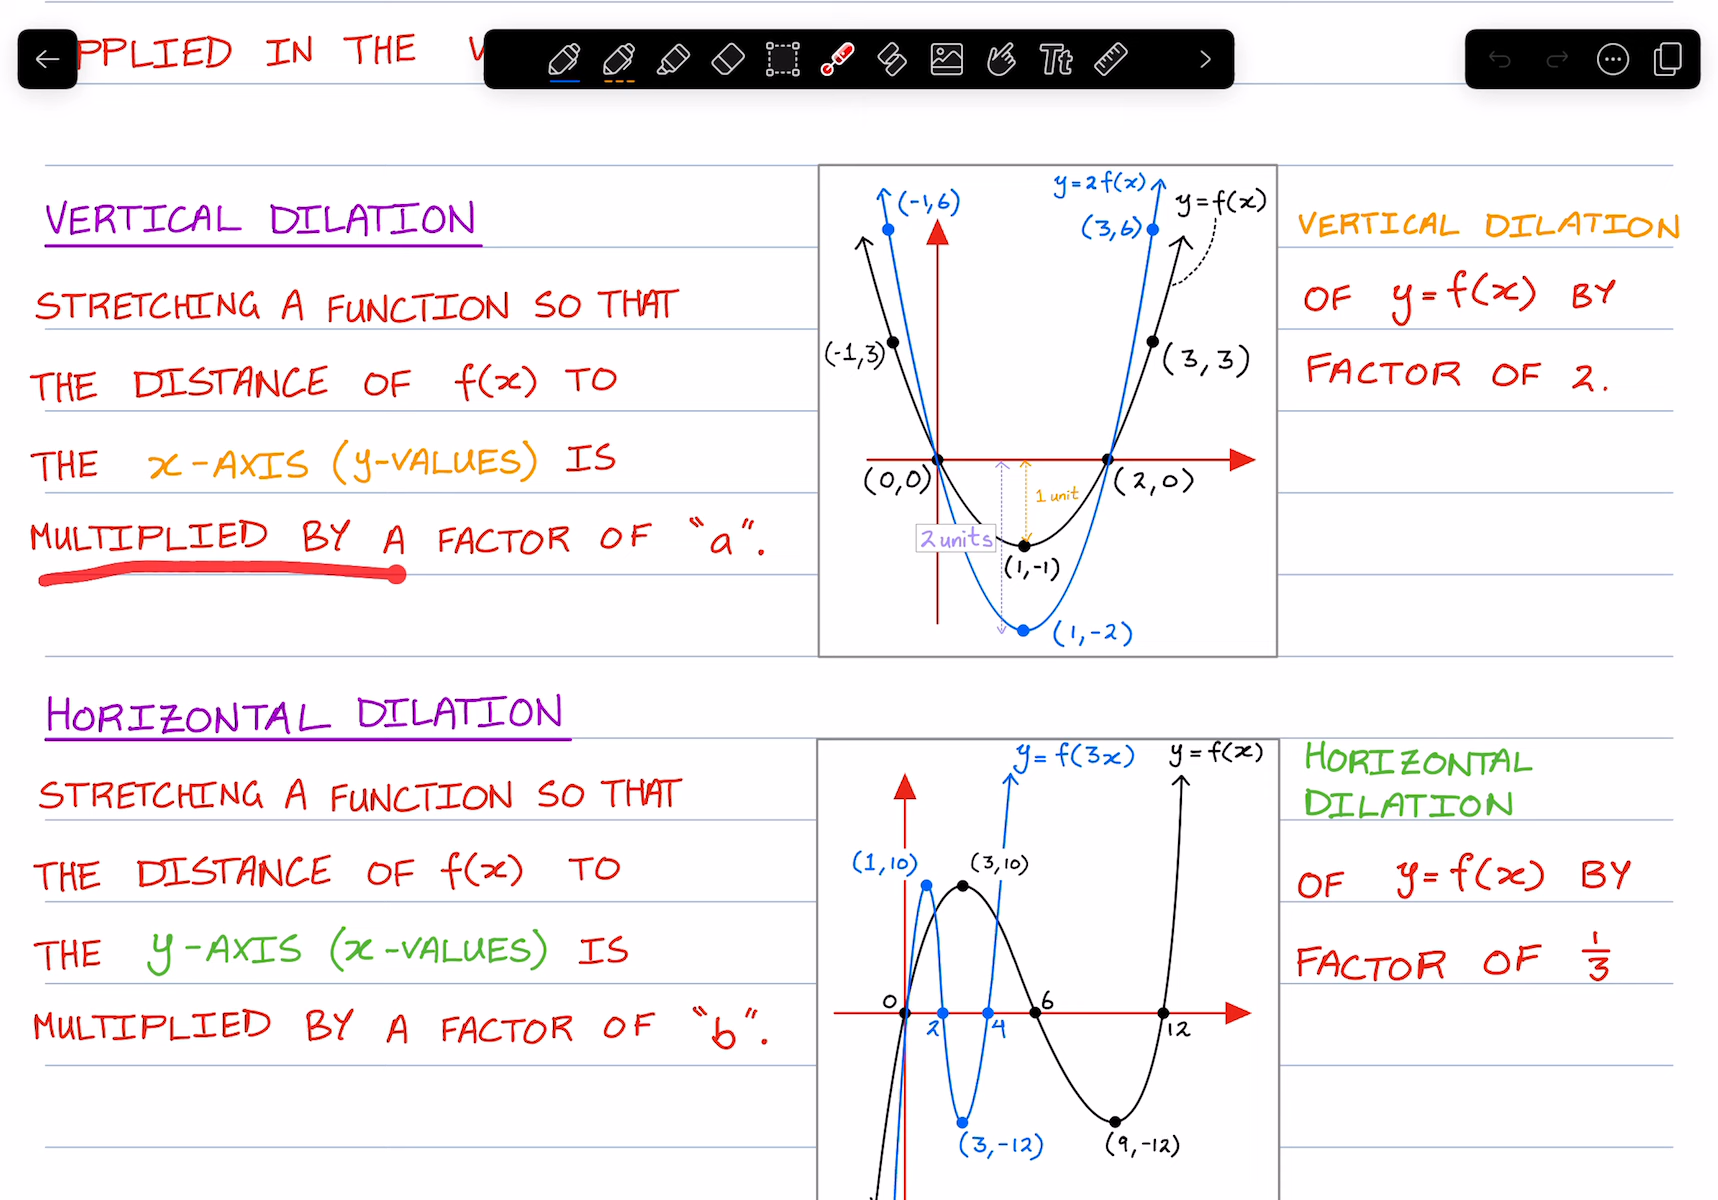 PPLIED IN THE
Tt
VERTICAL DILATION
STRETCHING A FUNCTION SO THAT
THE DISTANCE OF f(x) TO
THE x-AXIS (y-VALUES) IS
MULTIPLIED BY A FACTOR OF "a".
(-1,6)
y=2f(x)
y=f(x)
(3,6)
(-1,3)
(3,3)
(0,0)
(2,0)
1 unit
2 units
(1,-1)
(1,-2)
VERTICAL DILATION
OF y=f(x) BY
FACTOR OF 2.
HORIZONTAL DILATION
STRETCHING A FUNCTION SO THAT
THE DISTANCE OF f(x) TO
THE y-AXIS (x-VALUES) IS
MULTIPLIED BY A FACTOR OF "b".
y=f(3x)
y=f(x)
(1,10)
(3,10)
0
2
4
6
12
(3,-12)
(9,-12)
HORIZONTAL
DILATION
OF y=f(x) BY
FACTOR OF 1/3